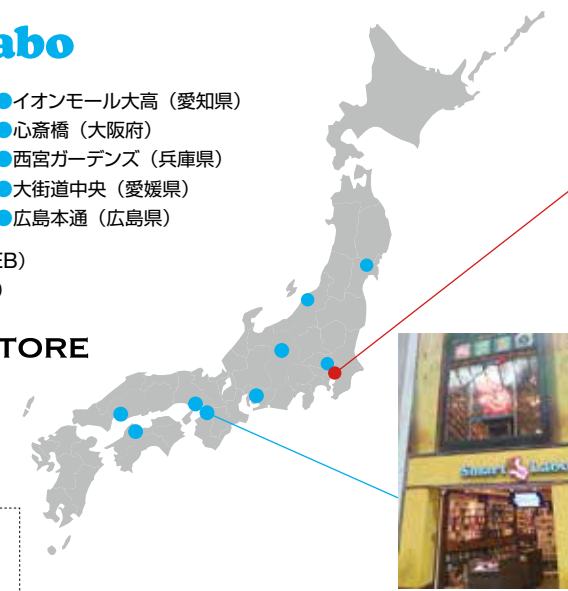 abo
●イオンモール大高（愛知県）
●心斎橋（大阪府）
●西宮ガーデンズ（兵庫県）
●大街道中央（愛媛県）
●広島本通（広島県）
EB）
）
TORE
Smart Labo